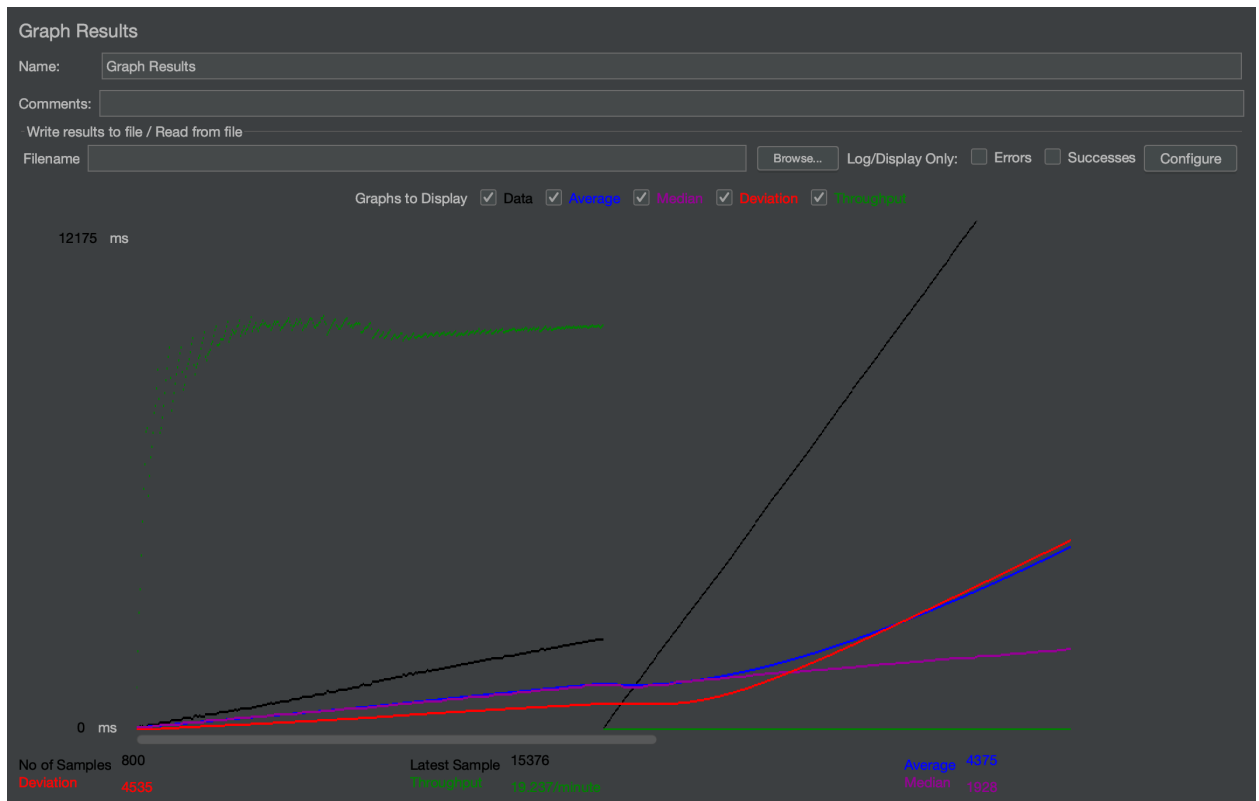 Graph Results
Name: Graph Results
Comments:
Write results to file / Read from file
Filename Browse... Log/Display Only: Errors Successes Configure
Graphs to Display Data Average Median Deviation Throughput
12175 ms
0 ms
No of Samples 800 Latest Sample 15376 Average 4375
Deviation 4535 Throughput 19.237/minute Median